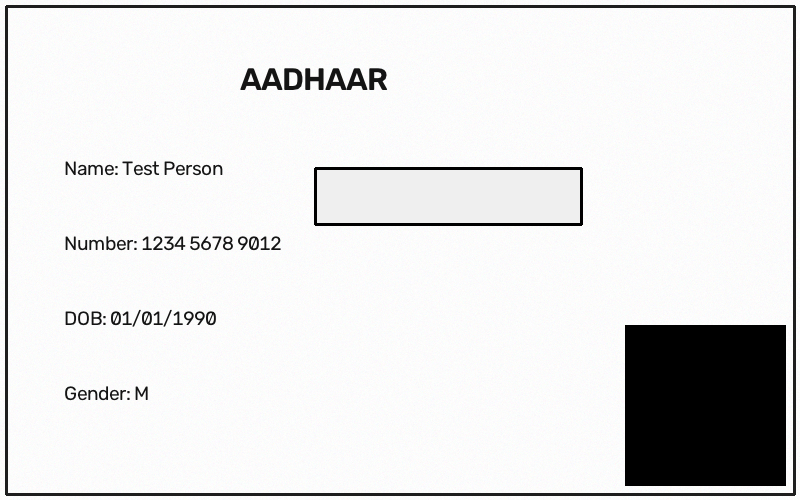 AADHAAR
Name: Test Person
Number: 1234 5678 9012
DOB: 01/01/1990
Gender: M